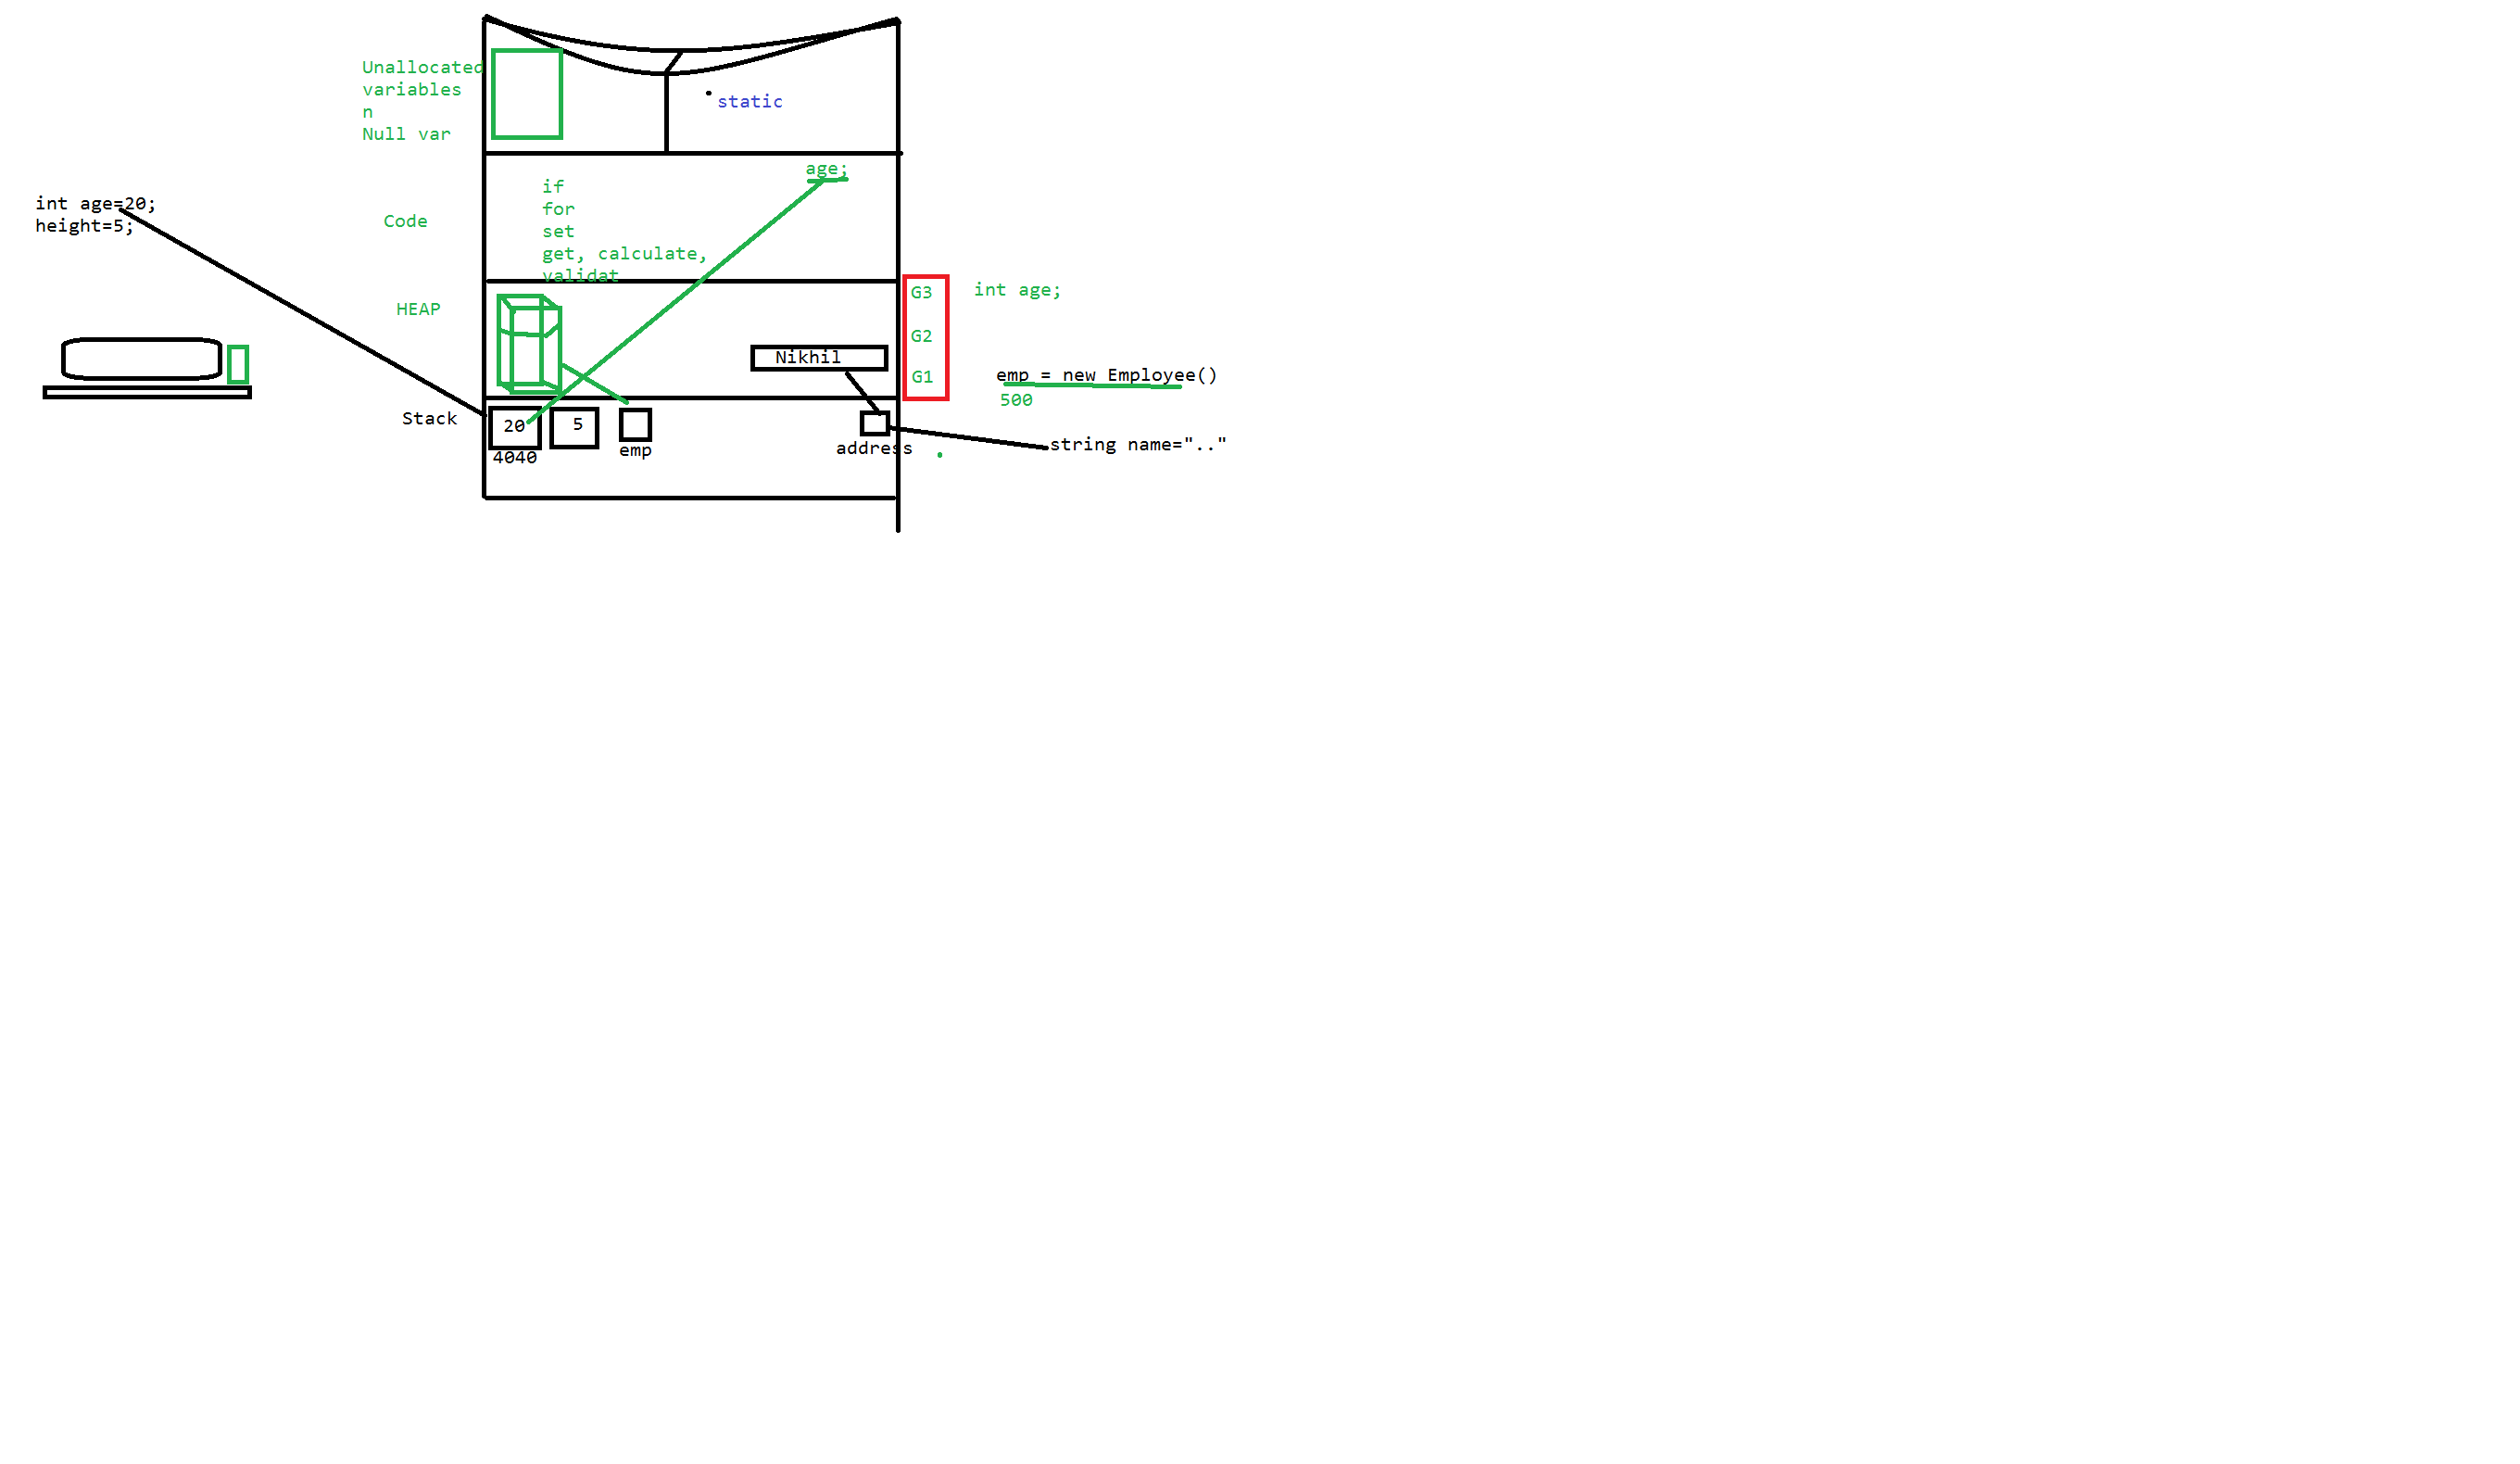 Unallocated
variables
n
Null var
static
age;
int age=20;
height=5;
Code
if
for
set
get, calculate,
validat
HEAP
G3
int age;
G2
Nikhil
G1
emp = new Employee()
500
Stack
20
5
4040
emp
address
string name=".."